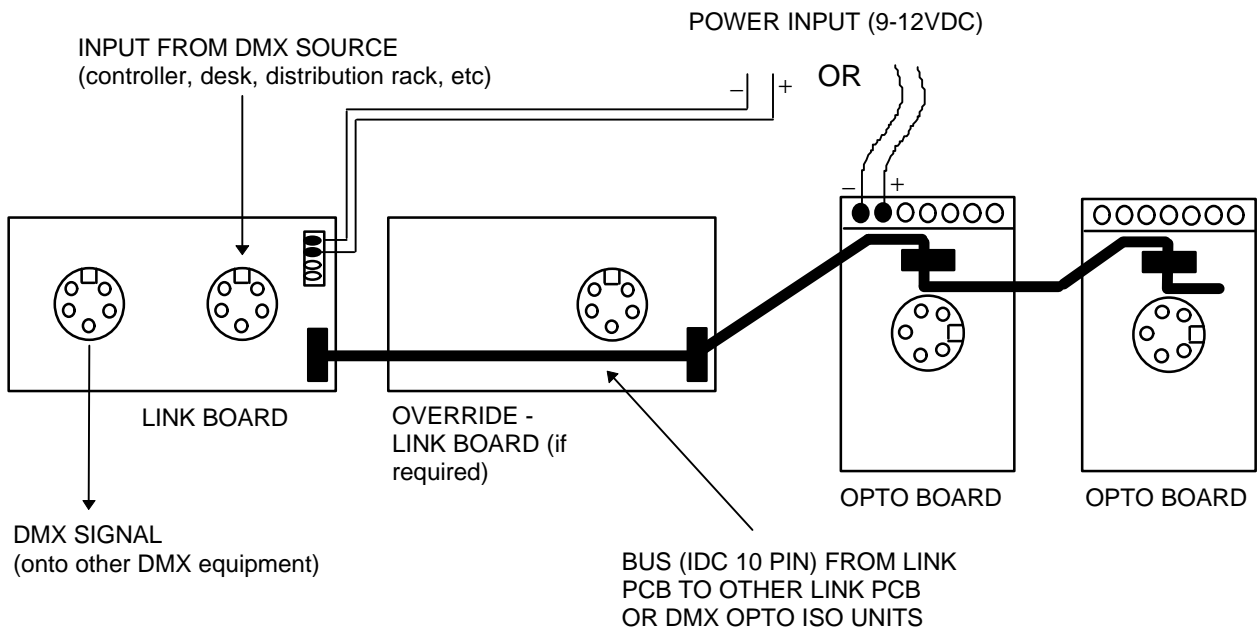 POWER INPUT (9-12VDC)
INPUT FROM DMX SOURCE
(controller, desk, distribution rack, etc)
– + OR
– +
LINK BOARD
OVERRIDE -
LINK BOARD (if
required)
OPTO BOARD
OPTO BOARD
DMX SIGNAL
(onto other DMX equipment)
BUS (IDC 10 PIN) FROM LINK
PCB TO OTHER LINK PCB
OR DMX OPTO ISO UNITS